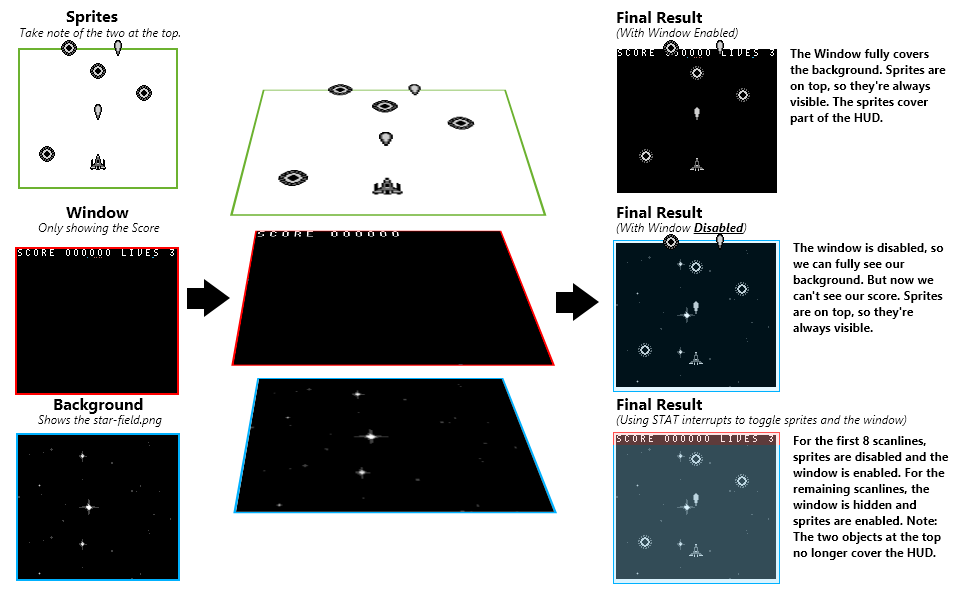 Sprites
Take note of the two at the top.
Window
Only showing the Score
SCORE 000000 LIVES 3
Background
Shows the star-field.png
SCORE 000000
Final Result
(With Window Enabled)
SCORE 000000 LIVES 3
The Window fully covers
the background. Sprites are
on top, so they're always
visible. The sprites cover
part of the HUD.
Final Result
(With Window Disabled)
The window is disabled, so
we can fully see our
background. But now we
can't see our score. Sprites
are on top, so they're
always visible.
Final Result
(Using STAT interrupts to toggle sprites and the window)
SCORE 000000 LIVES 3
For the first 8 scanlines,
sprites are disabled and the
window is enabled. For the
remaining scanlines, the
window is hidden and
sprites are enabled. Note:
The two objects at the top
no longer cover the HUD.